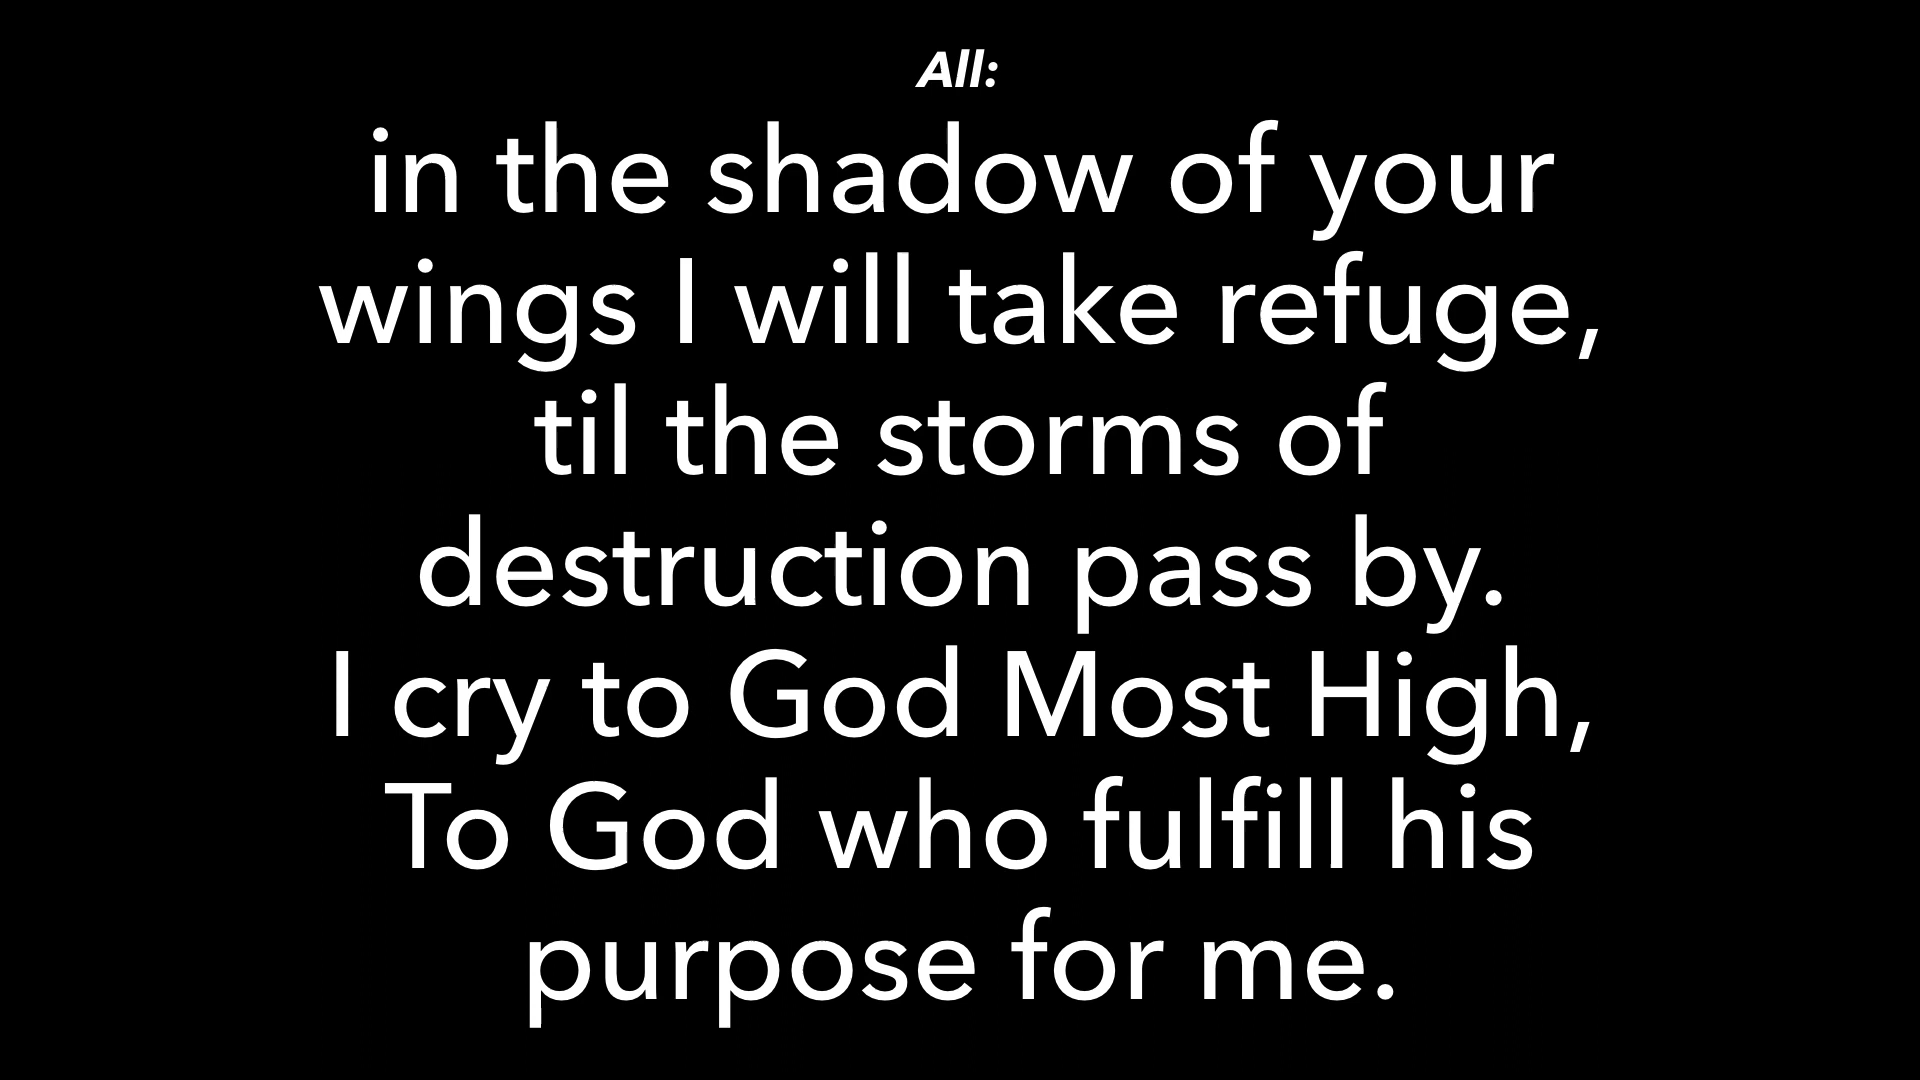 All:
in the shadow of your
wings I will take refuge,
til the storms of
destruction pass by.
I cry to God Most High,
To God who fulfill his
purpose for me.